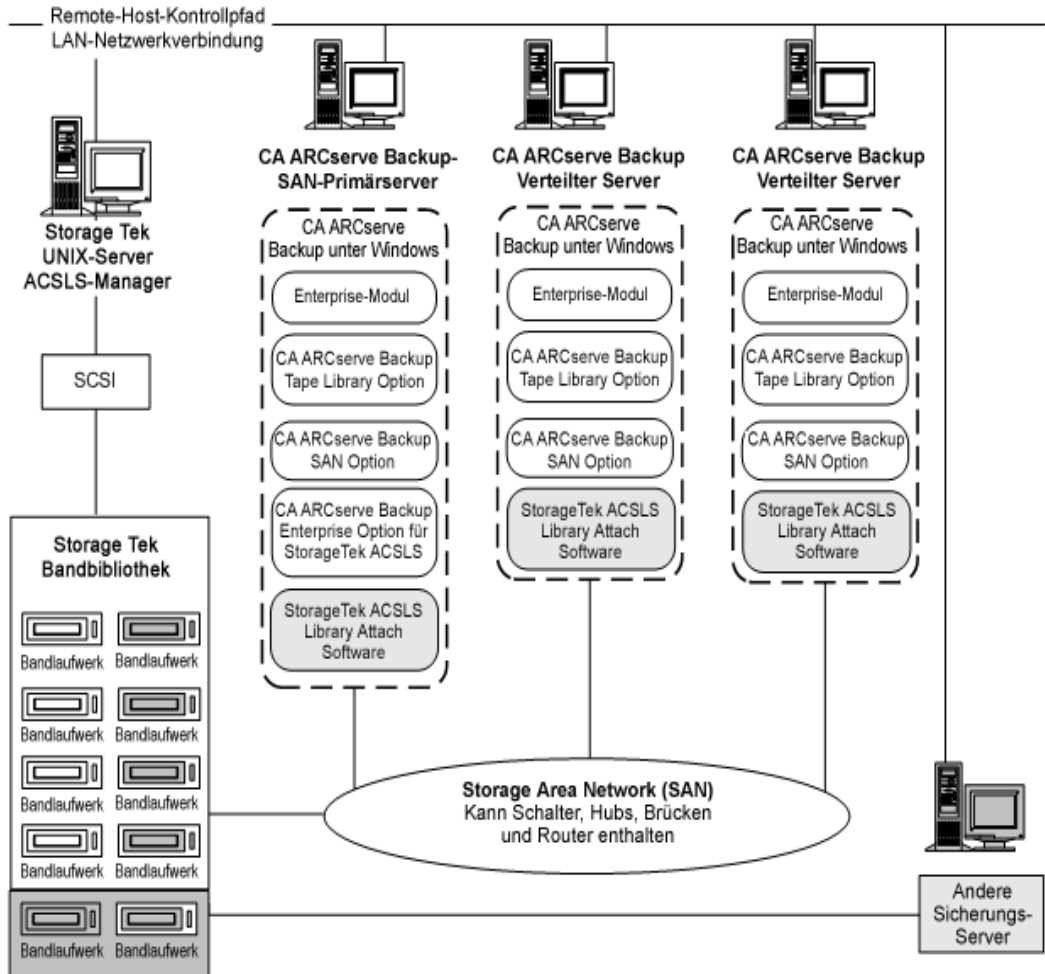 Remote-Host-Kontrollpfad
LAN-Netzwerkverbindung
Storage Tek
UNIX-Server
ACSLS-Manager
SCSI
Storage Tek
Bandbibliothek
Bandlaufwerk Bandlaufwerk
Bandlaufwerk Bandlaufwerk
Bandlaufwerk Bandlaufwerk
Bandlaufwerk Bandlaufwerk
Bandlaufwerk Bandlaufwerk
CA ARCserve Backup-
SAN-Primärserver
CA ARCserve
Backup unter Windows
Enterprise-Modul
CA ARCserve Backup
Tape Library Option
CA ARCserve Backup
SAN Option
CA ARCserve Backup
Enterprise Option für
StorageTek ACSLS
StorageTek ACSLS
Library Attach
Software
CA ARCserve Backup
Verteilter Server
CA ARCserve
Backup unter Windows
Enterprise-Modul
CA ARCserve Backup
Tape Library Option
CA ARCserve Backup
SAN Option
StorageTek ACSLS
Library Attach
Software
CA ARCserve Backup
Verteilter Server
CA ARCserve
Backup unter Windows
Enterprise-Modul
CA ARCserve Backup
Tape Library Option
CA ARCserve Backup
SAN Option
StorageTek ACSLS
Library Attach
Software
Storage Area Network (SAN)
Kann Schalter, Hubs, Brücken
und Router enthalten
Andere
Sicherungs-
Server